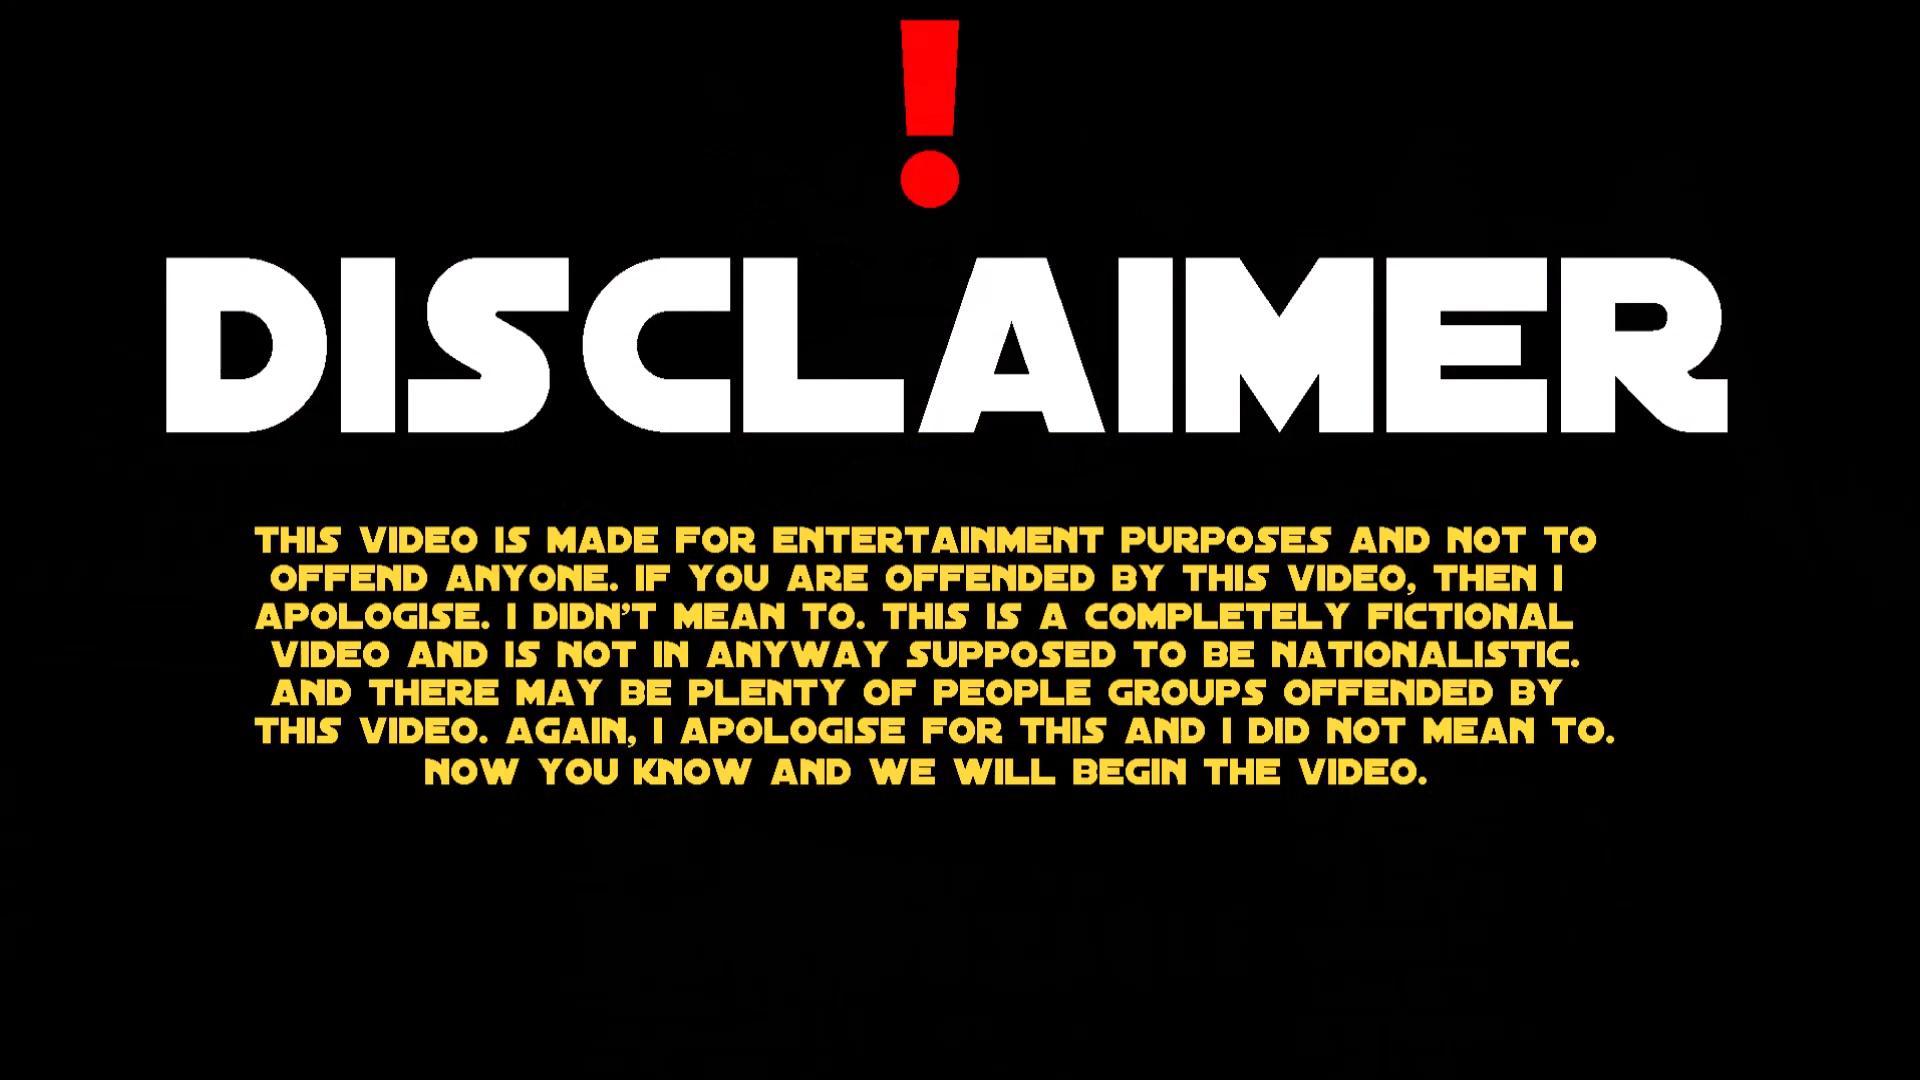 !
DISCLAIMER
THIS VIDEO IS MADE FOR ENTERTAINMENT PURPOSES AND NOT TO
OFFEND ANYONE. IF YOU ARE OFFENDED BY THIS VIDEO, THEN I
APOLOGISE. I DIDN'T MEAN TO. THIS IS A COMPLETELY FICTIONAL
VIDEO AND IS NOT IN ANYWAY SUPPOSED TO BE NATIONALISTIC.
AND THERE MAY BE PLENTY OF PEOPLE GROUPS OFFENDED BY
THIS VIDEO. AGAIN, I APOLOGISE FOR THIS AND I DID NOT MEAN TO.
NOW YOU KNOW AND WE WILL BEGIN THE VIDEO.